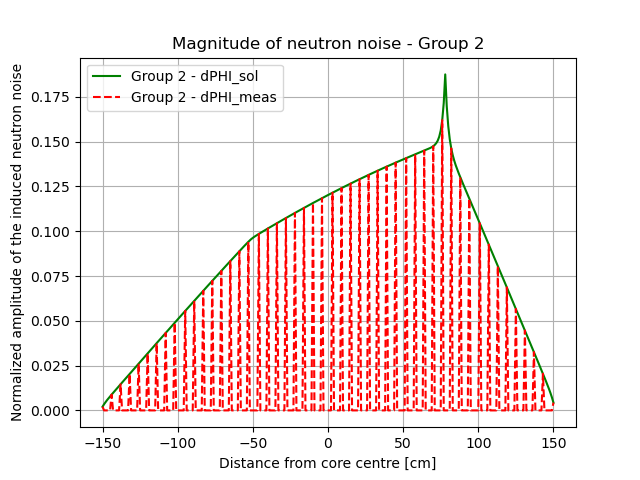 Magnitude of neutron noise - Group 2
Group 2 - dPHI_sol
Group 2 - dPHI_meas
Normalized amplitude of the induced neutron noise
0.175
0.150
0.125
0.100
0.075
0.050
0.025
0.000
−150 −100 −50 0 50 100 150
Distance from core centre [cm]